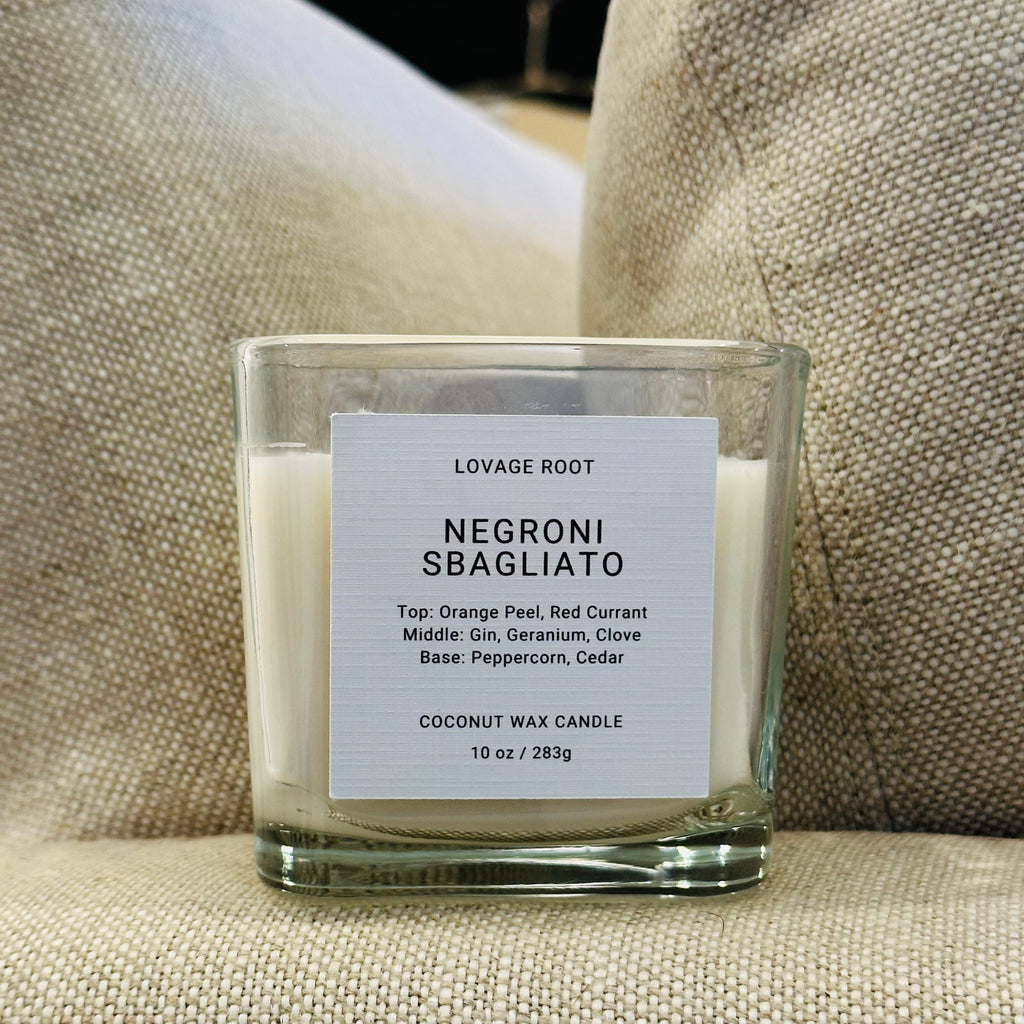 LOVAGE ROOT
NEGRONI
SBAGLIATO
Top: Orange Peel, Red Currant
Middle: Gin, Geranium, Clove
Base: Peppercorn, Cedar
COCONUT WAX CANDLE
10 oz / 283g